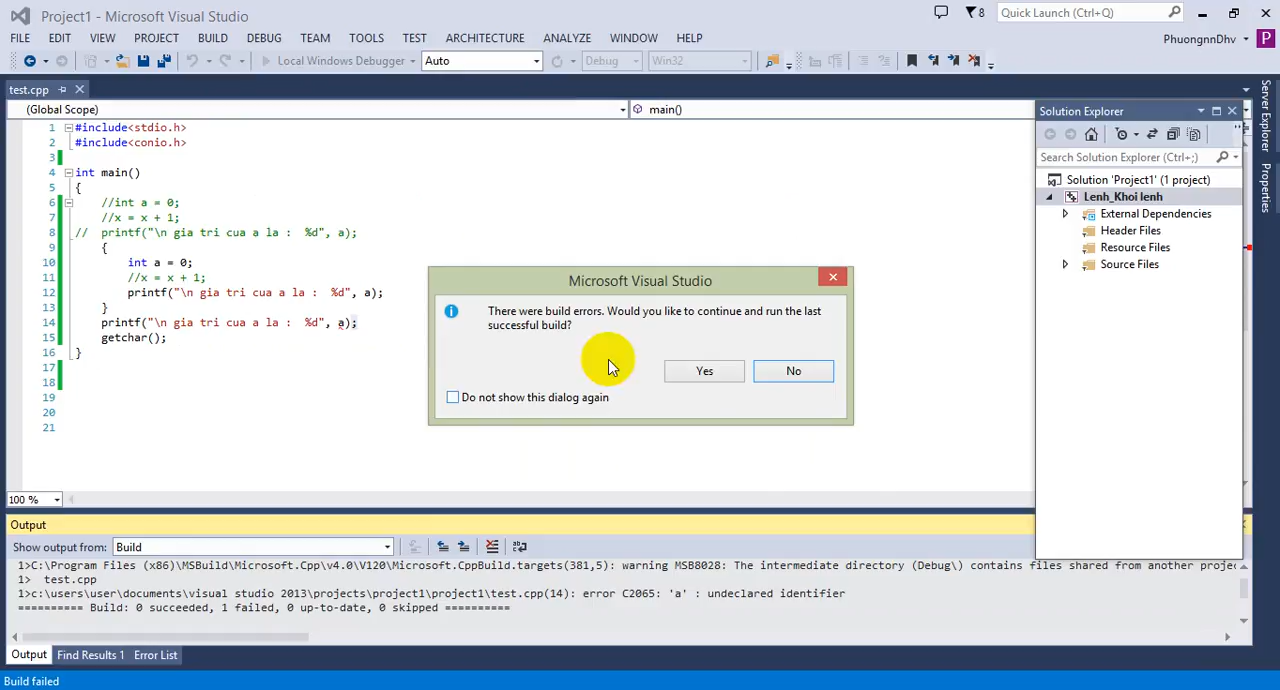 Project1 - Microsoft Visual Studio
8
Quick Launch (Ctrl+Q)
FILE EDIT VIEW PROJECT BUILD DEBUG TEAM TOOLS TEST ARCHITECTURE ANALYZE WINDOW HELP
PhuongnnDhv P
Local Windows Debugger Auto Debug Win32
test.cpp
(Global Scope) main()
1 #include<stdio.h>
2 #include<conio.h>
3
4 int main()
5 {
6 //int a = 0;
7 //x = x + 1;
8 // printf("\n gia tri cua a la : %d", a);
9 {
10 int a = 0;
11 //x = x + 1;
12 printf("\n gia tri cua a la : %d", a);
13 }
14 printf("\n gia tri cua a la : %d", a);
15 getchar();
16 }
17
18
19
20
21
100 %
Microsoft Visual Studio
There were build errors. Would you like to continue and run the last
successful build?
Yes No
Do not show this dialog again
Solution Explorer
Search Solution Explorer (Ctrl+;)
Solution 'Project1' (1 project)
Lenh_Khoi lenh
External Dependencies
Header Files
Resource Files
Source Files
Server Explorer
Properties
Output
Show output from: Build
1>C:\Program Files (x86)\MSBuild\Microsoft.Cpp\v4.0\V120\Microsoft.CppBuild.targets(381,5): warning MSB8028: The intermediate directory (Debug\) contains files shared from another proje
1> test.cpp
1>c:\users\user\documents\visual studio 2013\projects\project1\project1\test.cpp(14): error C2065: 'a' : undeclared identifier
========== Build: 0 succeeded, 1 failed, 0 up-to-date, 0 skipped ==========
Output Find Results 1 Error List
Build failed